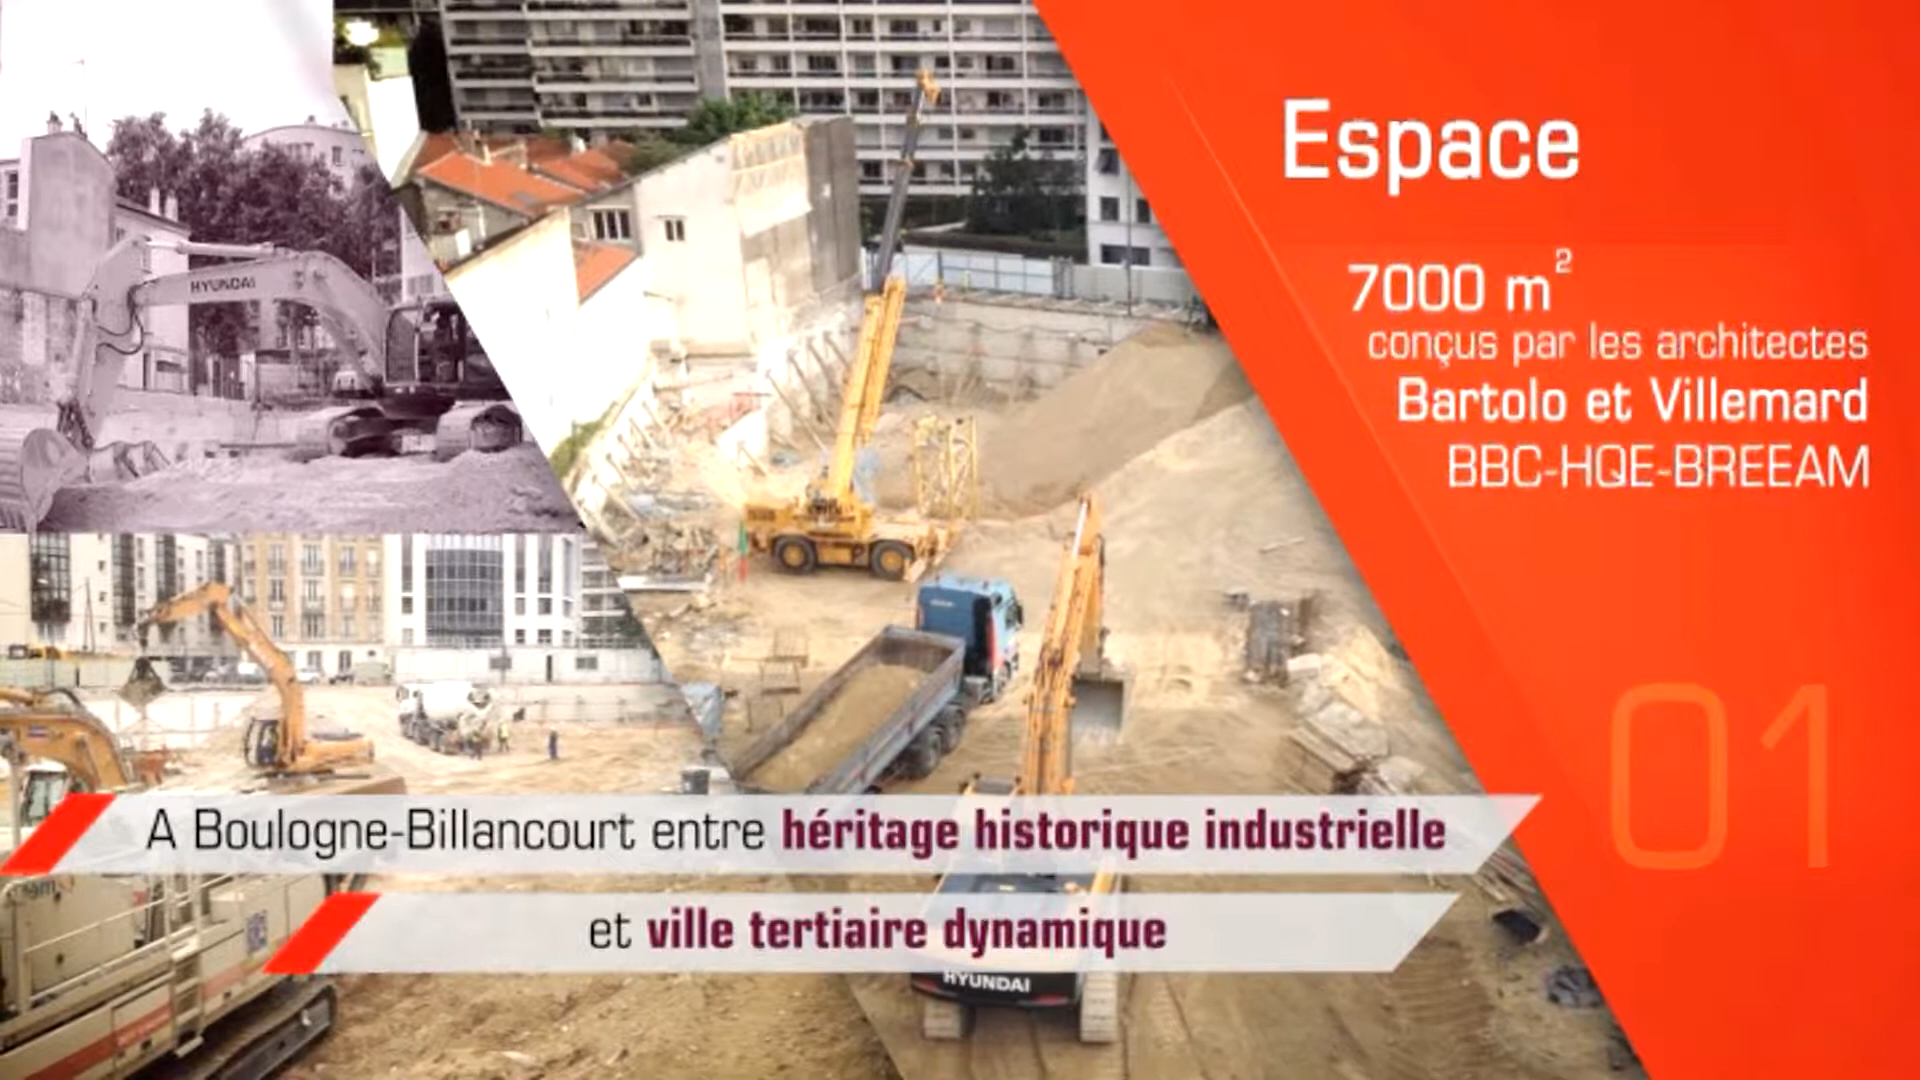 Espace
7000 m²
conçus par les architectes
Bartolo et Villemard
BBC-HQE-BREEAM
01
HYUNDAI
A Boulogne-Billancourt entre héritage historique industrielle
et ville tertiaire dynamique
HYUNDAI